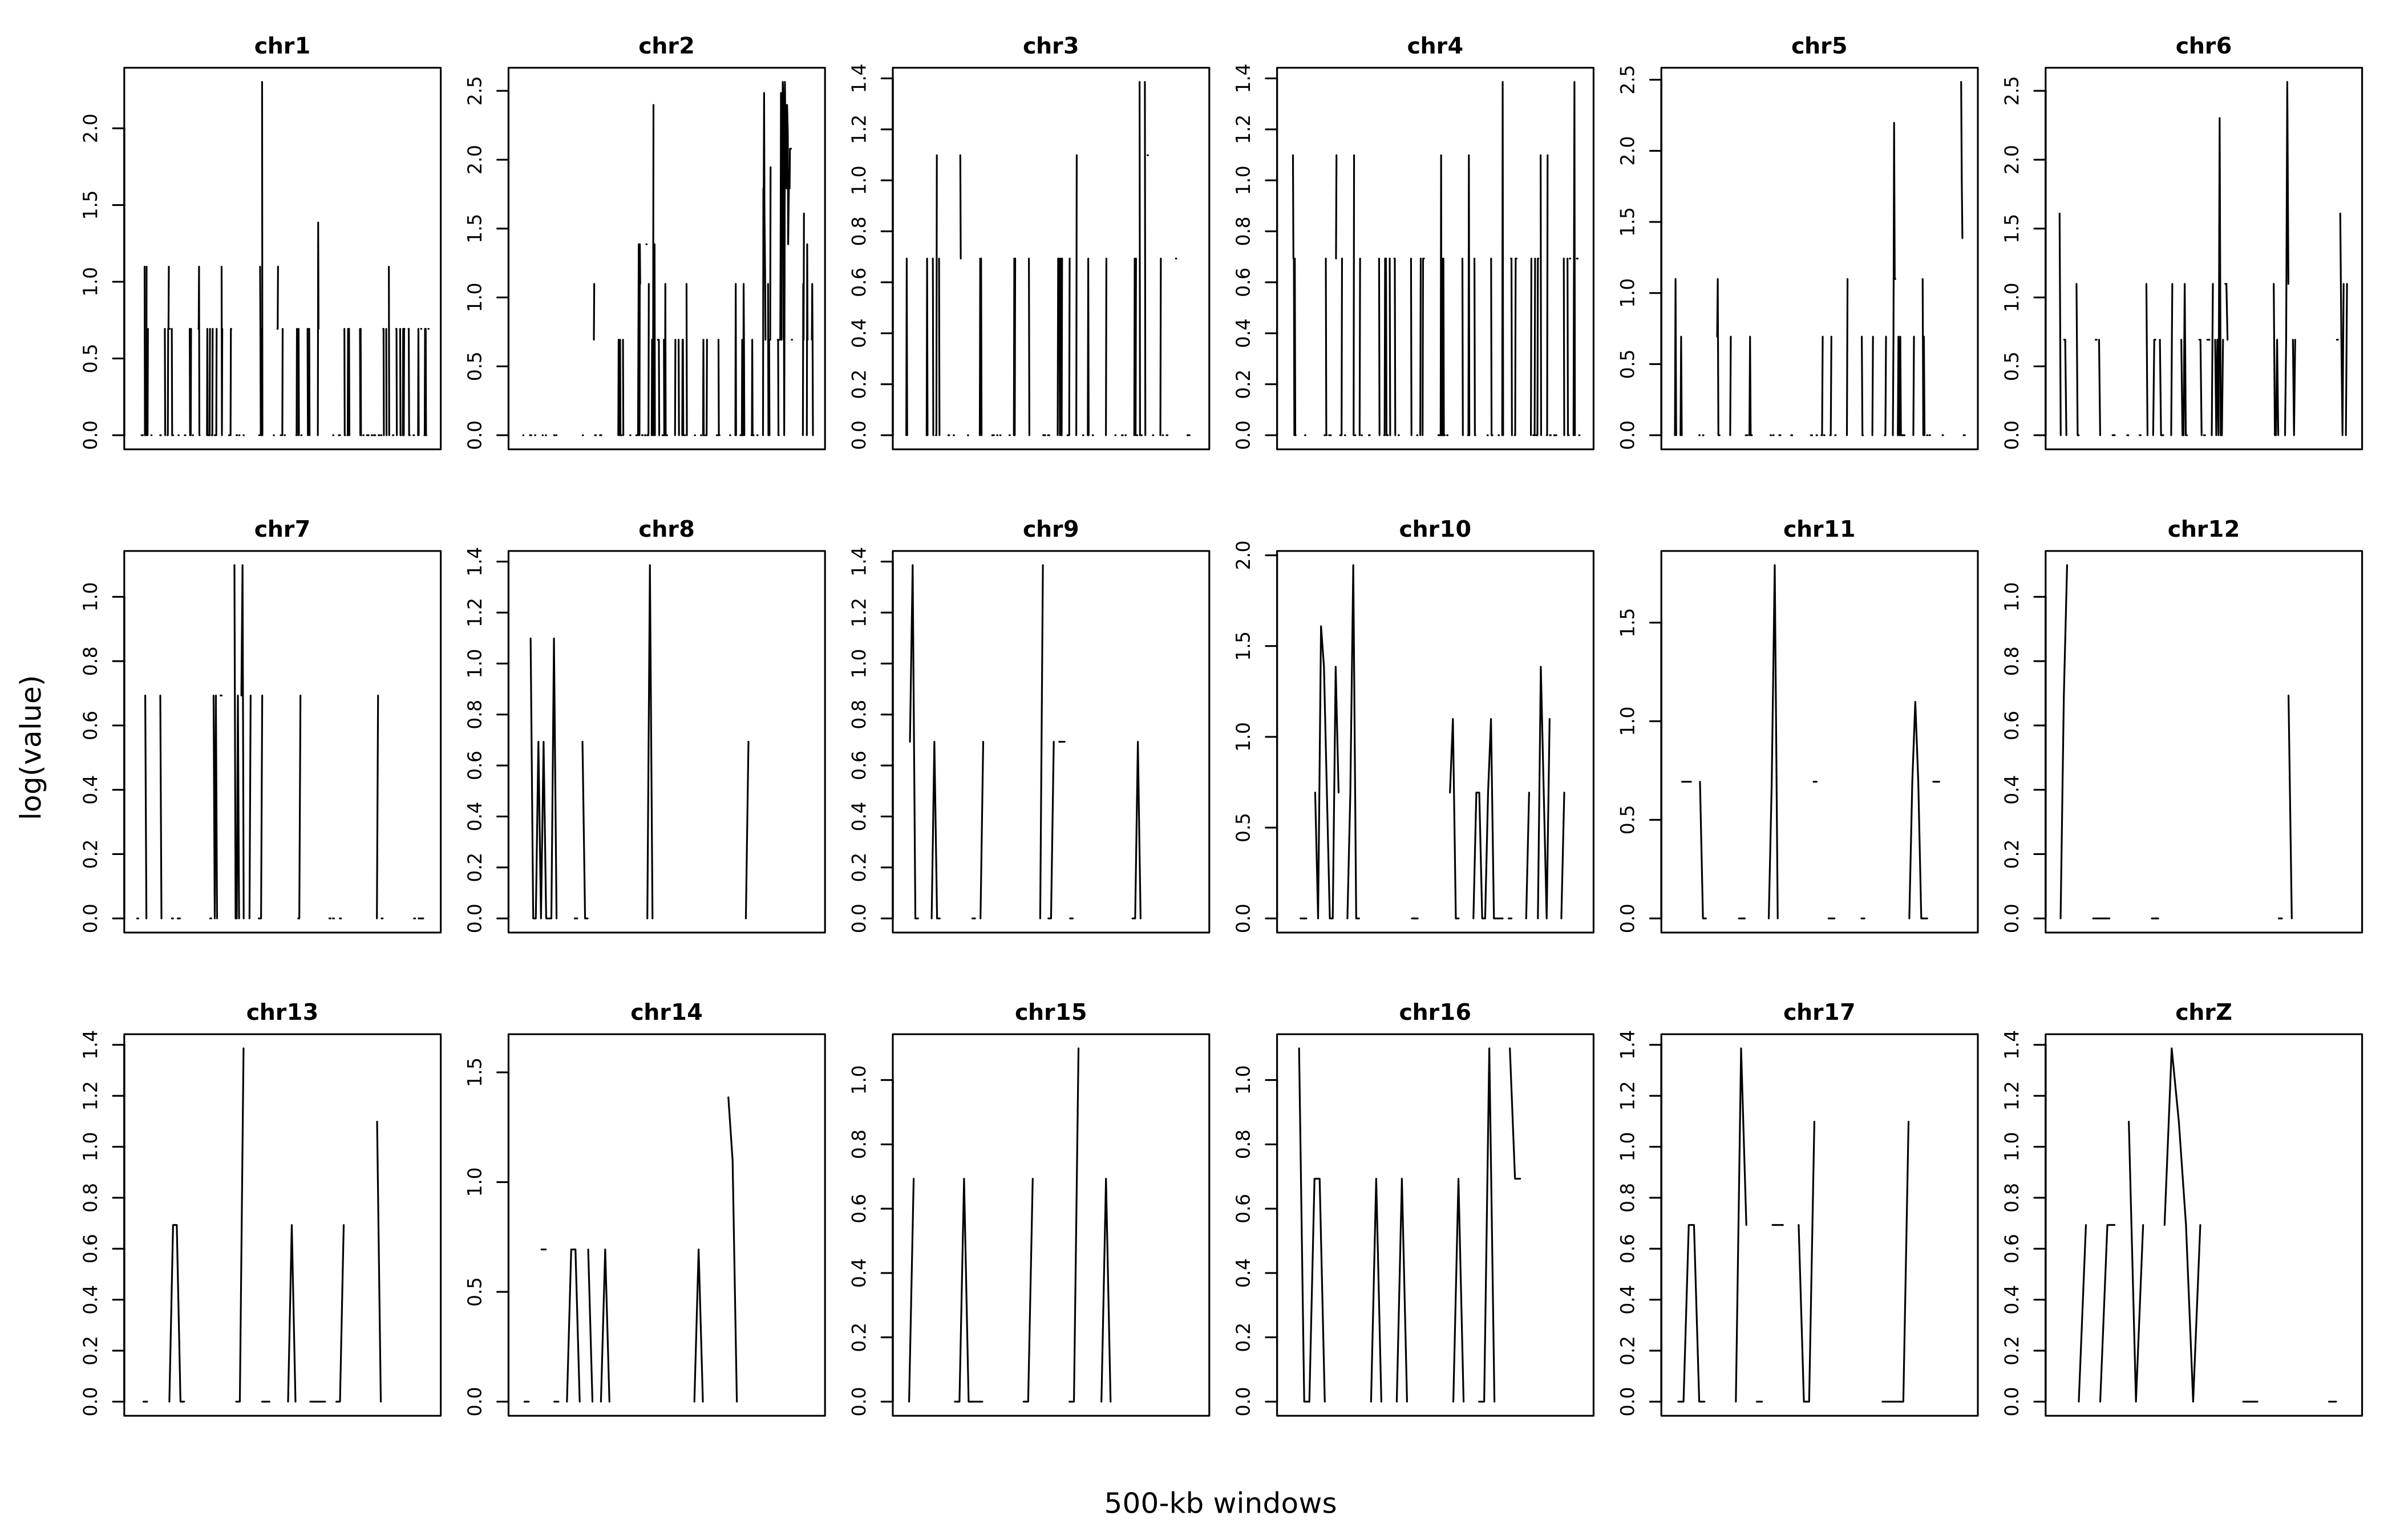 chr1 chr2 chr3 chr4 chr5 chr6
0.0 0.5 1.0 1.5 2.0
0.0 0.5 1.0 1.5 2.0 2.5
0.0 0.2 0.4 0.6 0.8 1.0 1.2 1.4
0.0 0.2 0.4 0.6 0.8 1.0 1.2 1.4
0.0 0.5 1.0 1.5 2.0 2.5
0.0 0.5 1.0 1.5 2.0 2.5
chr7 chr8 chr9 chr10 chr11 chr12
0.0 0.2 0.4 0.6 0.8 1.0
0.0 0.2 0.4 0.6 0.8 1.0 1.2 1.4
0.0 0.2 0.4 0.6 0.8 1.0 1.2 1.4
0.0 0.5 1.0 1.5 2.0
0.0 0.5 1.0 1.5
0.0 0.2 0.4 0.6 0.8 1.0
log(value)
chr13 chr14 chr15 chr16 chr17 chrZ
0.0 0.2 0.4 0.6 0.8 1.0 1.2 1.4
0.0 0.5 1.0 1.5
0.0 0.2 0.4 0.6 0.8 1.0
0.0 0.2 0.4 0.6 0.8 1.0
0.0 0.2 0.4 0.6 0.8 1.0 1.2 1.4
0.0 0.2 0.4 0.6 0.8 1.0 1.2 1.4
500-kb windows